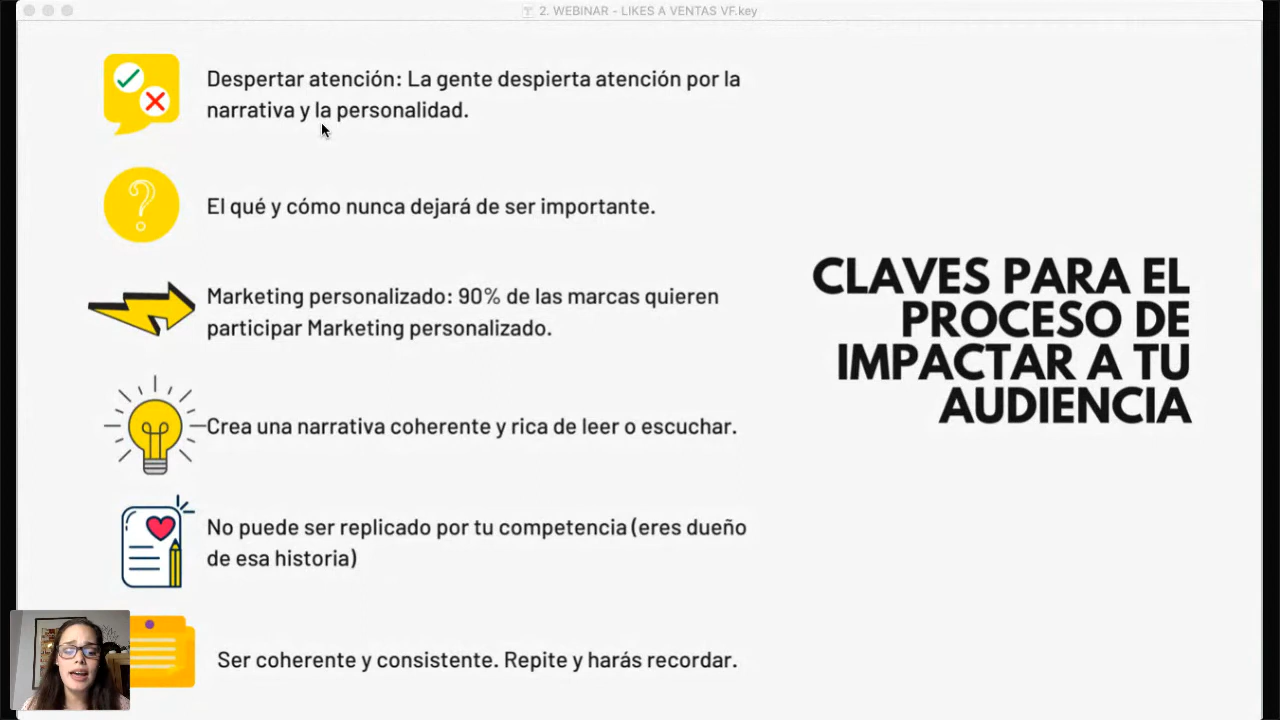 2. WEBINAR - LIKES A VENTAS VF.key
Despertar atención: La gente despierta atención por la
narrativa y la personalidad.
El qué y cómo nunca dejará de ser importante.
Marketing personalizado: 90% de las marcas quieren
participar Marketing personalizado.
Crea una narrativa coherente y rica de leer o escuchar.
No puede ser replicado por tu competencia (eres dueño
de esa historia)
Ser coherente y consistente. Repite y harás recordar.
CLAVES PARA EL
PROCESO DE
IMPACTAR A TU
AUDIENCIA